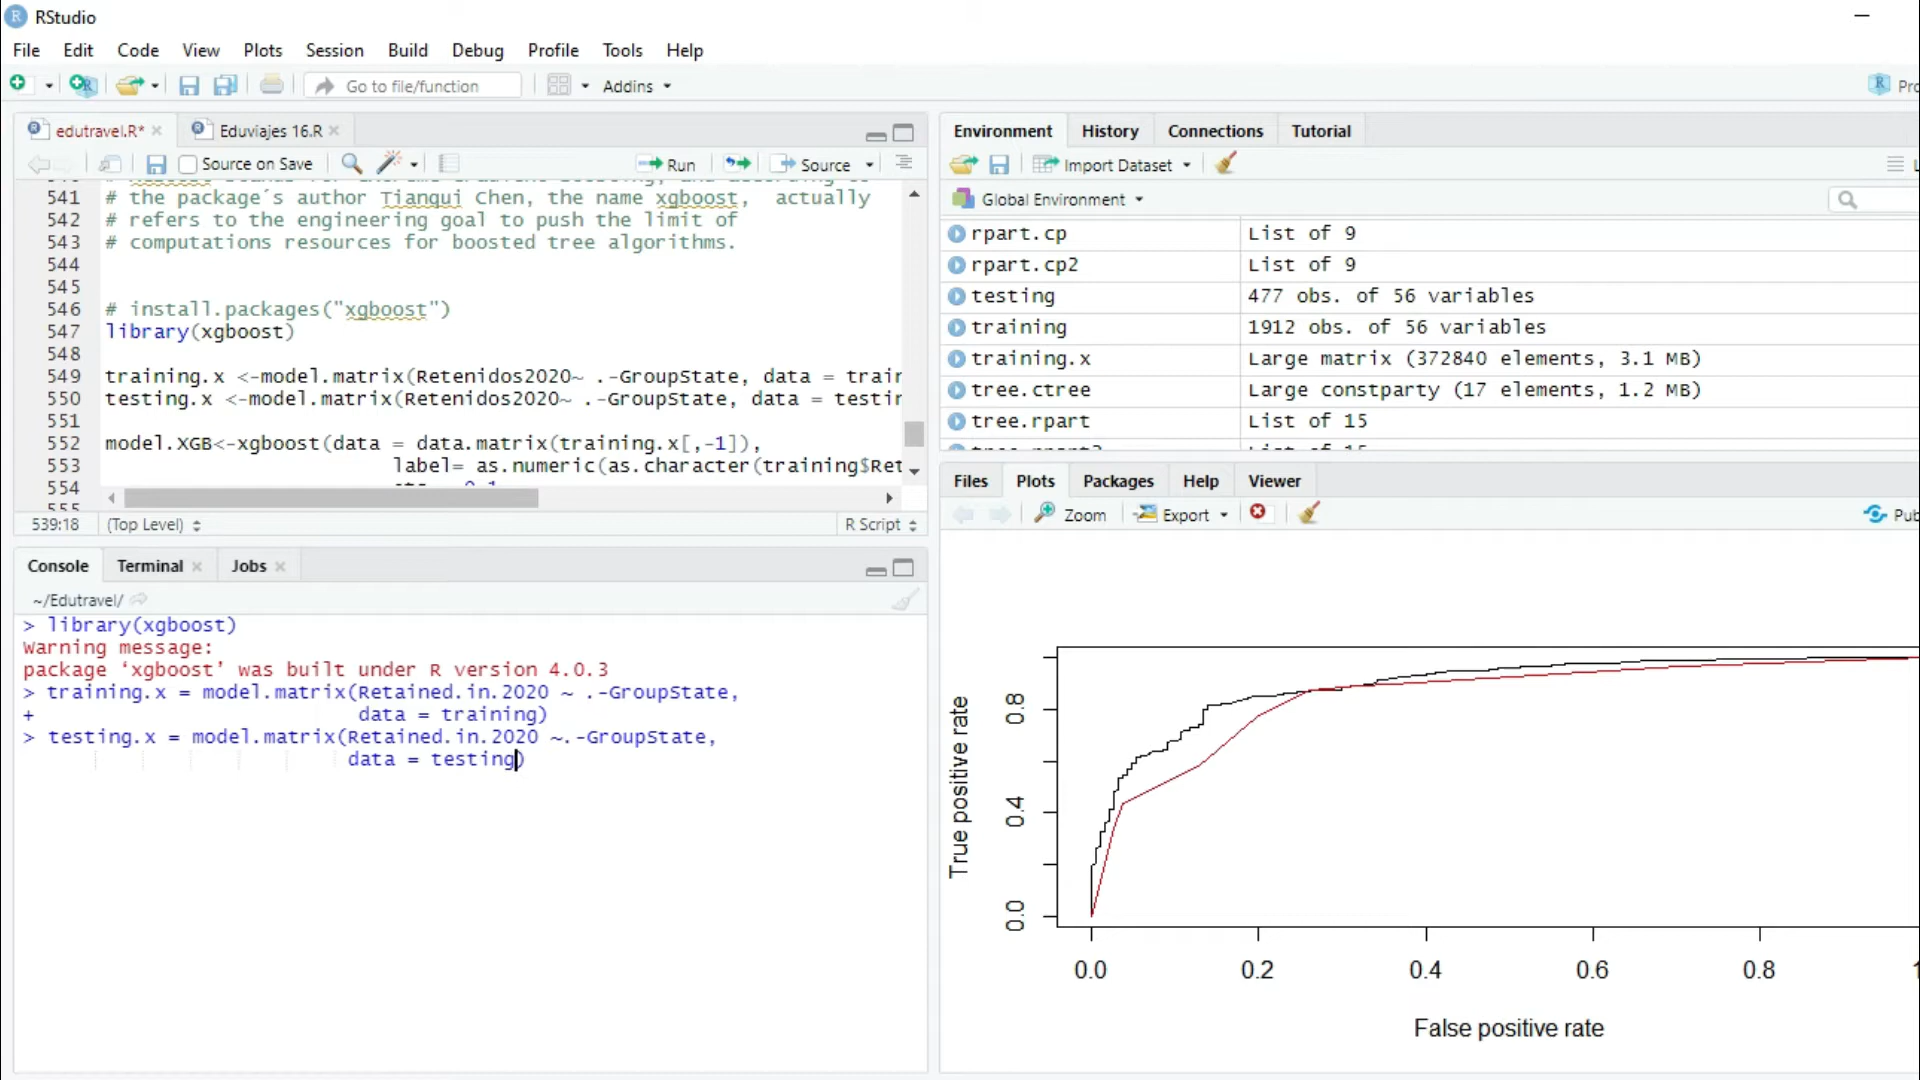 RStudio
File Edit Code View Plots Session Build Debug Profile Tools Help
Go to file/function Addins
edutravel.R* Eduviajes 16.R
Source on Save Run Source
541 # the package´s author Tianqui Chen, the name xgboost, actually
542 # refers to the engineering goal to push the limit of
543 # computations resources for boosted tree algorithms.
544
545
546 # install.packages("xgboost")
547 library(xgboost)
548
549 training.x <-model.matrix(Retenidos2020~ .-GroupState, data = trair
550 testing.x <-model.matrix(Retenidos2020~ .-GroupState, data = testir
551
552 model.XGB<-xgboost(data = data.matrix(training.x[,-1]),
553 label= as.numeric(as.character(training$Ret
554
555
539:18 (Top Level) R Script
Console Terminal Jobs
~/Edutravel/
> library(xgboost)
Warning message:
package ‘xgboost’ was built under R version 4.0.3
> training.x = model.matrix(Retained.in.2020 ~ .-GroupState,
+ data = training)
> testing.x = model.matrix(Retained.in.2020 ~.-GroupState,
data = testing)
Environment History Connections Tutorial
Import Dataset
Global Environment
rpart.cp List of 9
rpart.cp2 List of 9
testing 477 obs. of 56 variables
training 1912 obs. of 56 variables
training.x Large matrix (372840 elements, 3.1 MB)
tree.ctree Large constparty (17 elements, 1.2 MB)
tree.rpart List of 15
Files Plots Packages Help Viewer
Zoom Export Pub
True positive rate
0.8
0.4
0.0
0.0 0.2 0.4 0.6 0.8 1
False positive rate